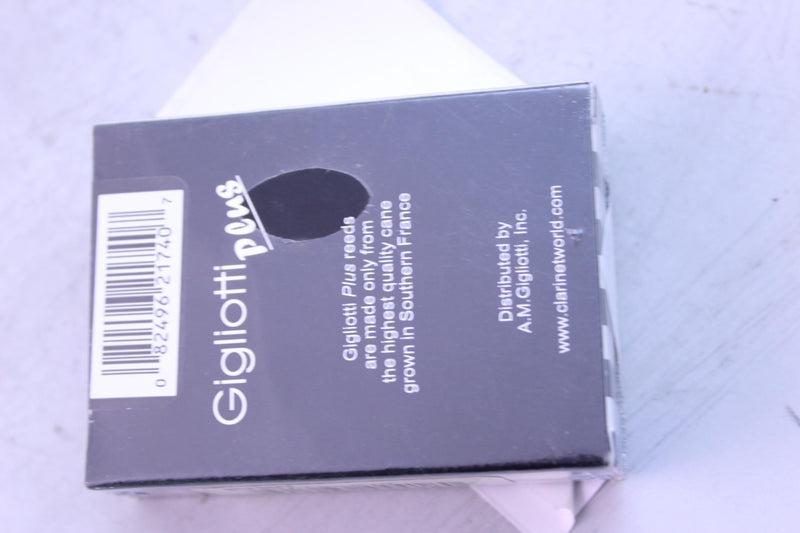 0 82496 21740 7
Gigliotti plus
Gigliotti Plus reeds
are made only from
the highest quality cane
grown in Southern France
Distributed by
A.M.Gigliotti, Inc.
www.clarinetworld.com